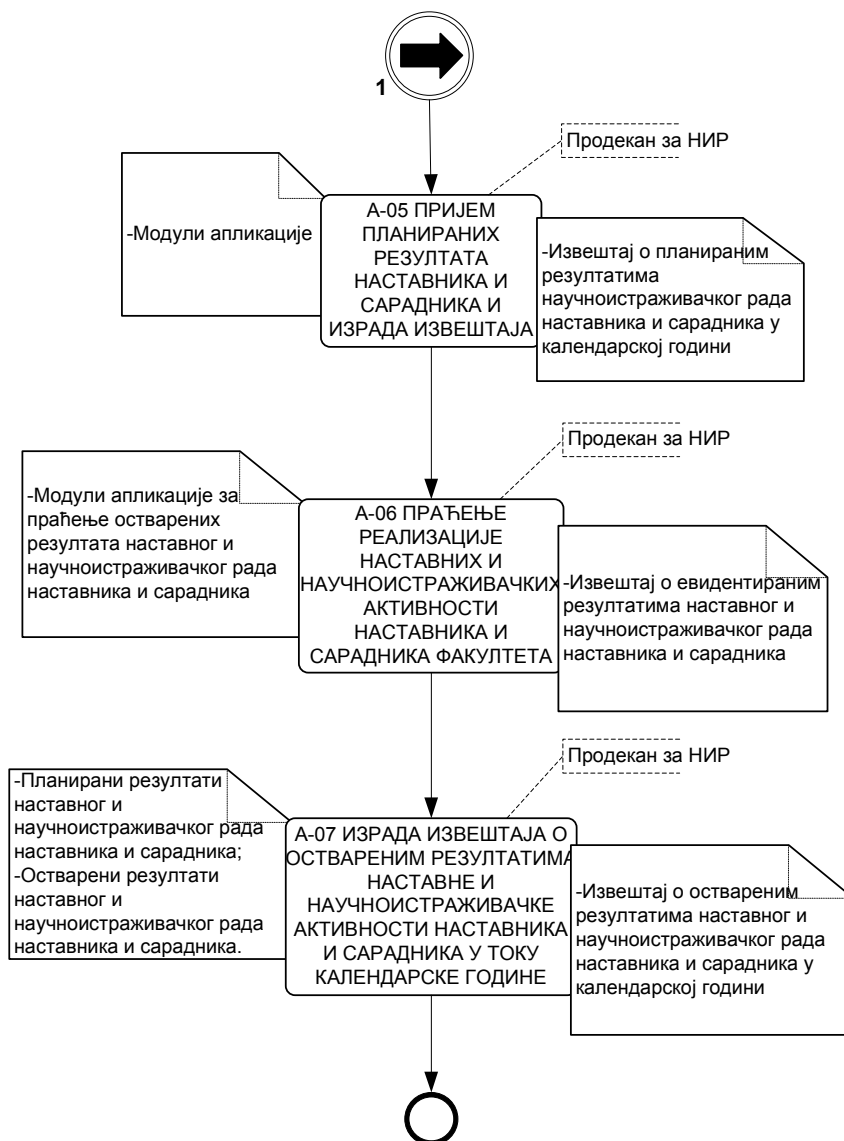 1
Продекан за НИР
-Модули апликације
А-05 ПРИЈЕМ
ПЛАНИРАНИХ
РЕЗУЛТАТА
НАСТАВНИКА И
САРАДНИКА И
ИЗРАДА ИЗВЕШТАЈА
-Извештај о планираним
резултатима
научноистраживачког рада
наставника и сарадника у
календарској години
Продекан за НИР
-Модули апликације за
праћење остварених
резултата наставног и
научноистраживачког рада
наставника и сарадника
А-06 ПРАЋЕЊЕ
РЕАЛИЗАЦИЈЕ
НАСТАВНИХ И
НАУЧНОИСТРАЖИВАЧКИХ
АКТИВНОСТИ
НАСТАВНИКА И
САРАДНИКА ФАКУЛТЕТА
-Извештај о евидентираним
резултатима наставног и
научноистраживачког рада
наставника и сарадника
Продекан за НИР
-Планирани резултати
наставног и
научноистраживачког рада
наставника и сарадника;
-Остварени резултати
наставног и
научноистраживачког рада
наставника и сарадника.
А-07 ИЗРАДА ИЗВЕШТАЈА О
ОСТВАРЕНИМ РЕЗУЛТАТИМА
НАСТАВНЕ И
НАУЧНОИСТРАЖИВАЧКЕ
АКТИВНОСТИ НАСТАВНИКА
И САРАДНИКА У ТОКУ
КАЛЕНДАРСКЕ ГОДИНЕ
-Извештај о оствареним
резултатима наставног и
научноистраживачког рада
наставника и сарадника у
календарској години